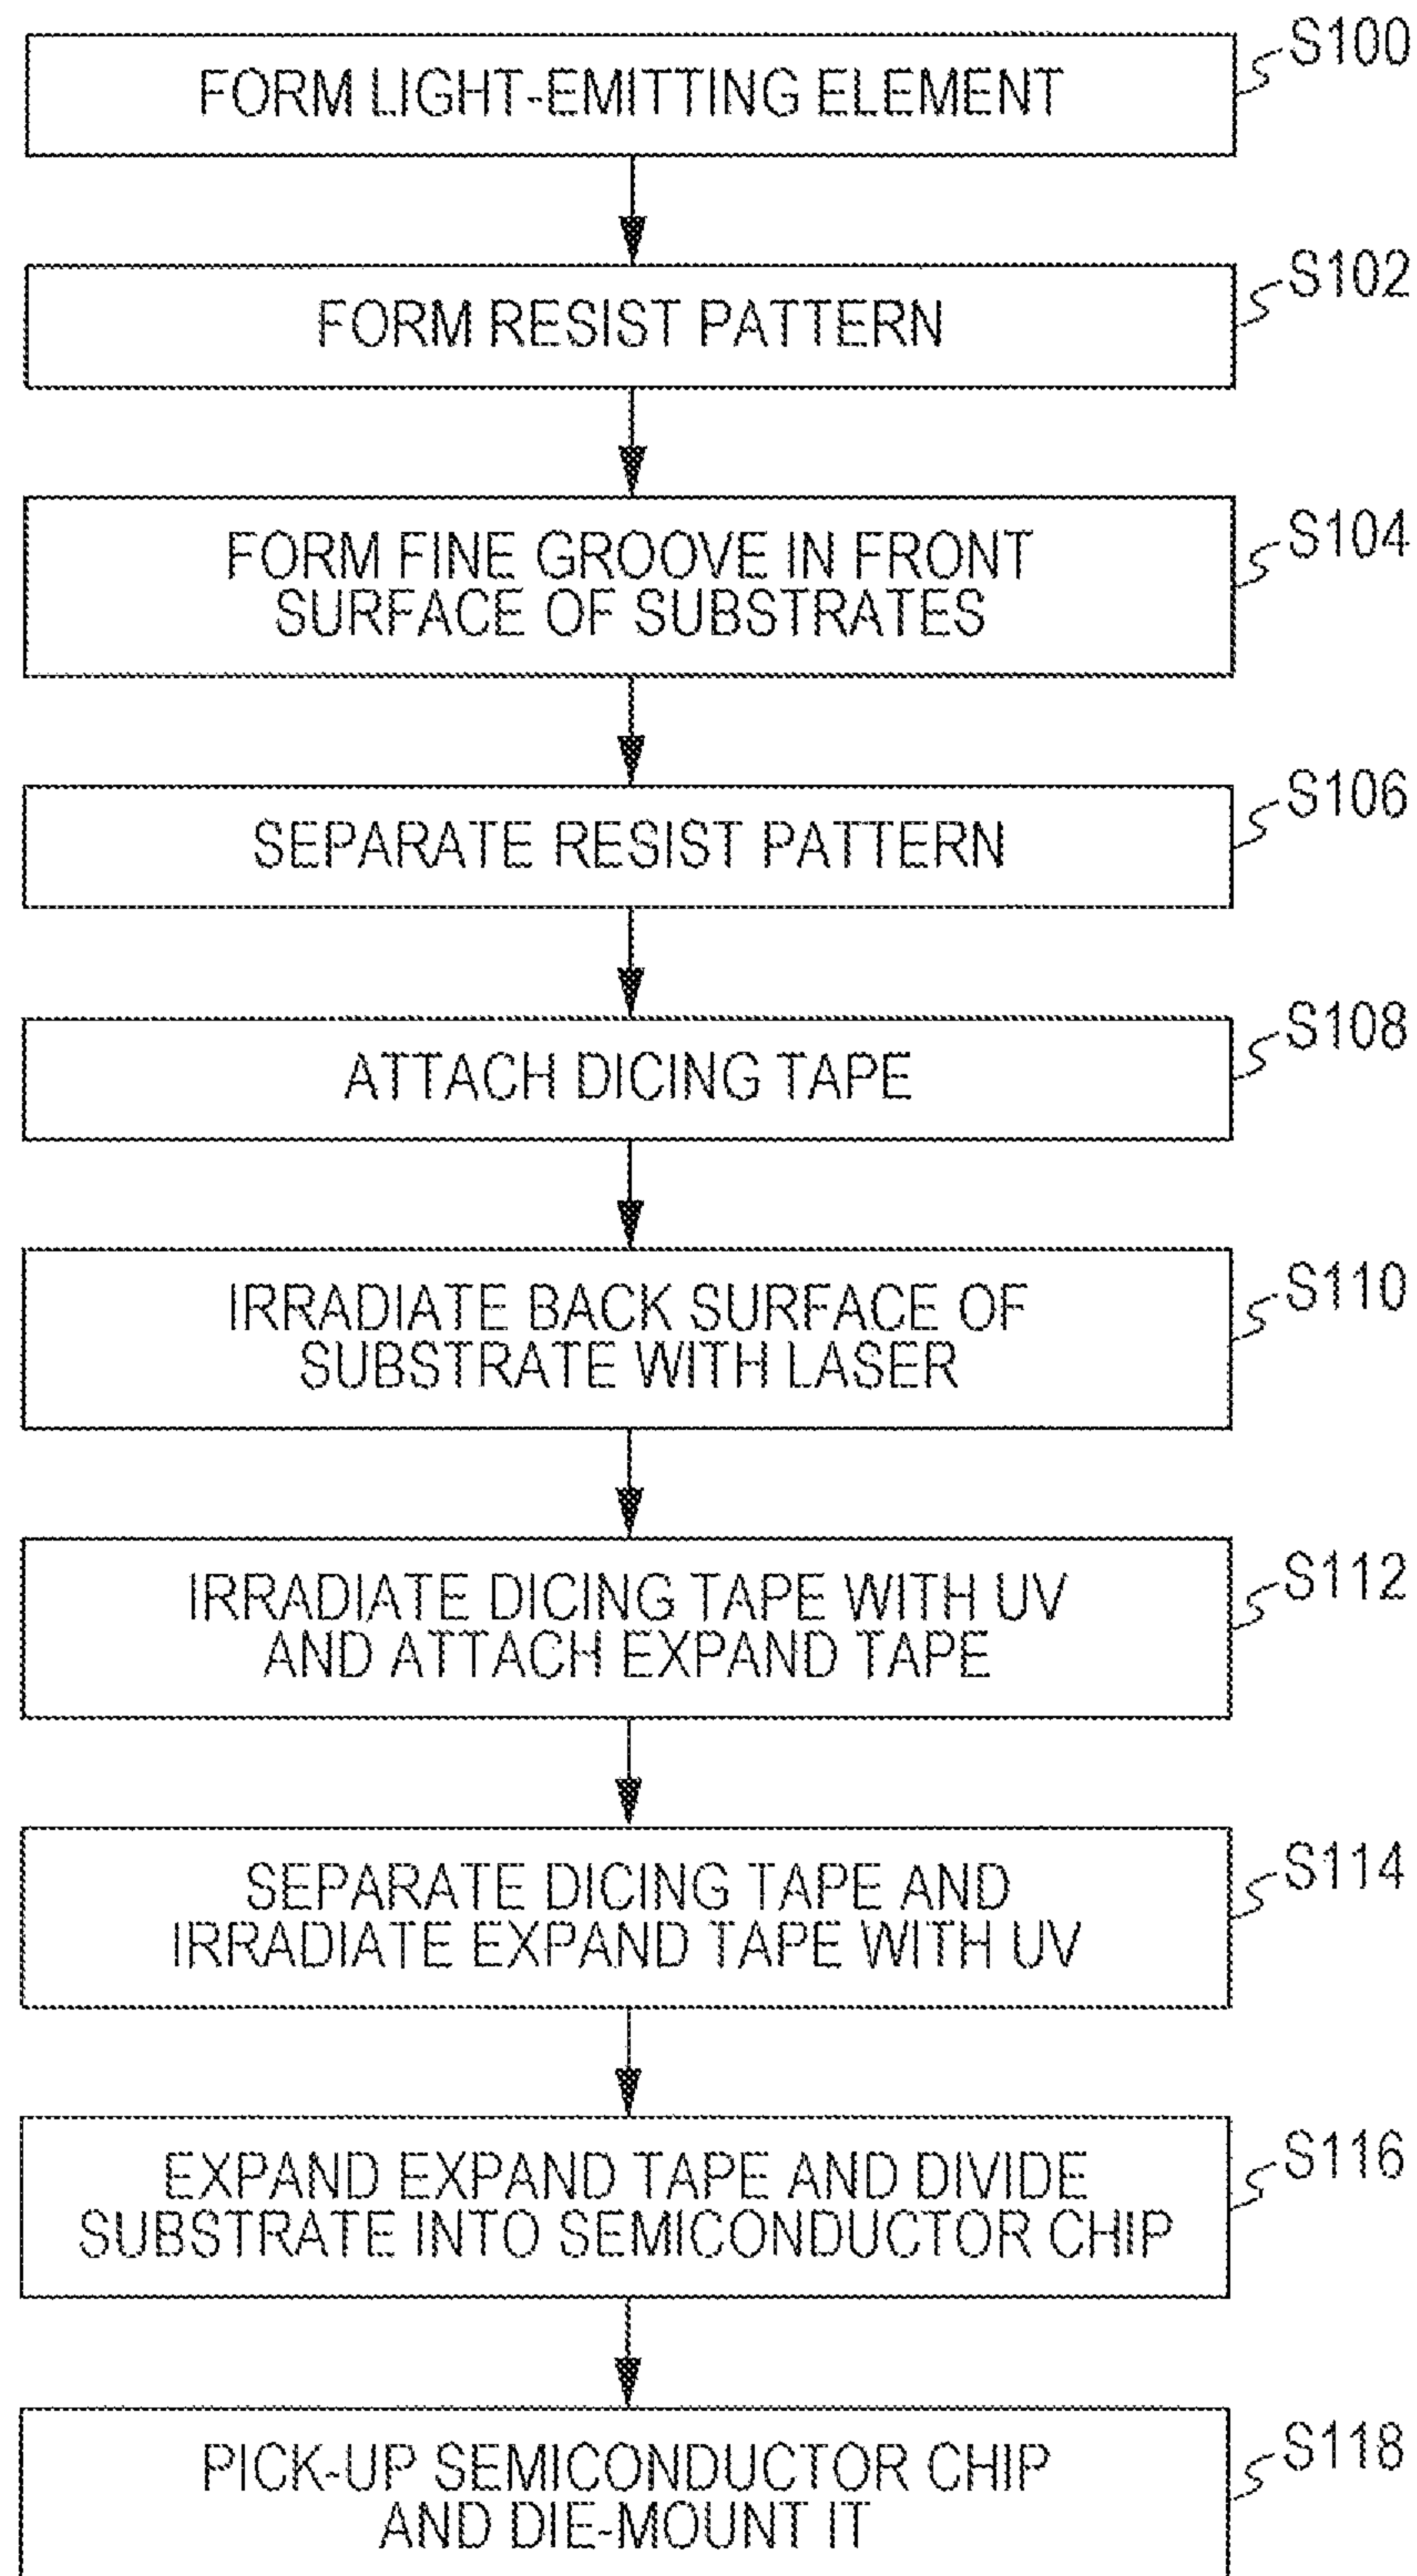 FORM LIGHT-EMITTING ELEMENT
S100
FORM RESIST PATTERN
S102
FORM FINE GROOVE IN FRONT
SURFACE OF SUBSTRATES
S104
SEPARATE RESIST PATTERN
S106
ATTACH DICING TAPE
S108
IRRADIATE BACK SURFACE OF
SUBSTRATE WITH LASER
S110
IRRADIATE DICING TAPE WITH UV
AND ATTACH EXPAND TAPE
S112
SEPARATE DICING TAPE AND
IRRADIATE EXPAND TAPE WITH UV
S114
EXPAND EXPAND TAPE AND DIVIDE
SUBSTRATE INTO SEMICONDUCTOR CHIP
S116
PICK-UP SEMICONDUCTOR CHIP
AND DIE-MOUNT IT
S118